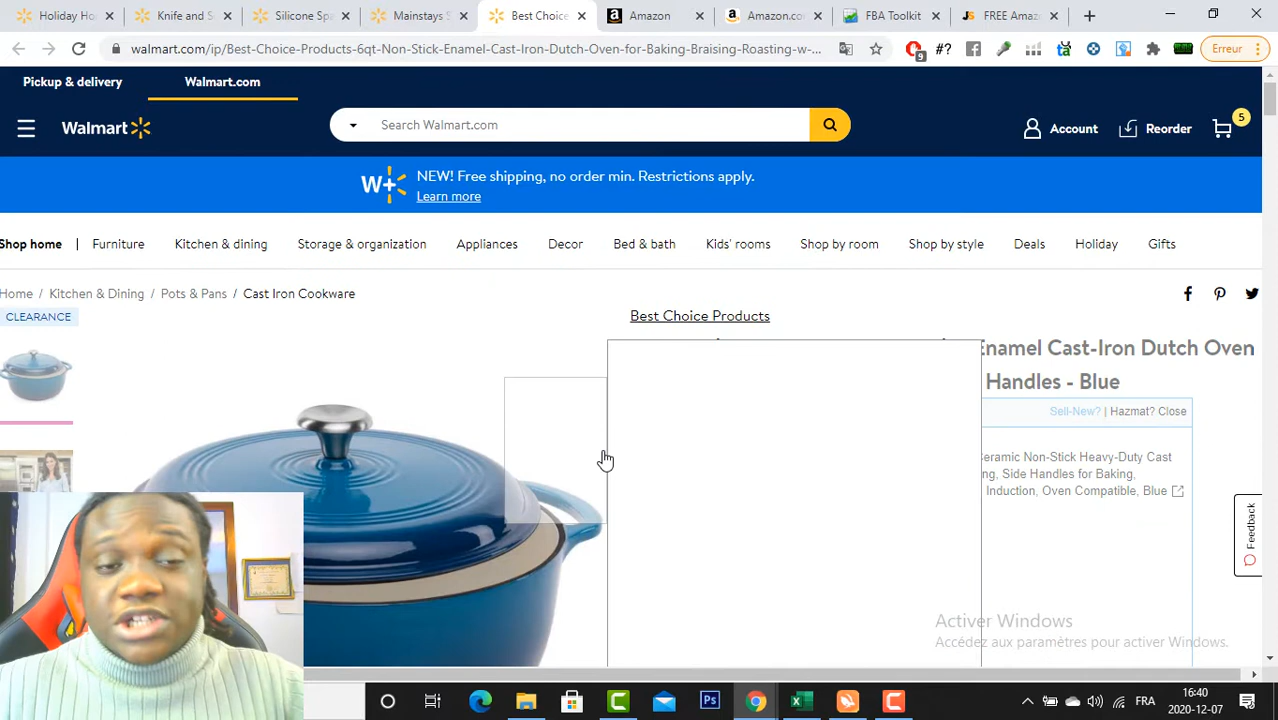 Holiday Ho
Knife and S
Silicone Spa
Mainstays S
Best Choice
Amazon
Amazon.co
FBA Toolkit
FREE Amaz
walmart.com/ip/Best-Choice-Products-6qt-Non-Stick-Enamel-Cast-Iron-Dutch-Oven-for-Baking-Braising-Roasting-w-...
9
#?
Erreur
Pickup & delivery
Walmart.com
Walmart
Search Walmart.com
Account
Reorder
5
W+
NEW! Free shipping, no order min. Restrictions apply.
Learn more
Shop home
Furniture
Kitchen & dining
Storage & organization
Appliances
Decor
Bed & bath
Kids' rooms
Shop by room
Shop by style
Deals
Holiday
Gifts
Home / Kitchen & Dining / Pots & Pans / Cast Iron Cookware
CLEARANCE
Best Choice Products
Enamel Cast-Iron Dutch Oven
Handles - Blue
Sell-New? | Hazmat? Close
Ceramic Non-Stick Heavy-Duty Cast
ng, Side Handles for Baking,
Induction, Oven Compatible, Blue
Feedback
Activer Windows
Accédez aux paramètres pour activer Windows.
Ps
FRA
16:40
2020-12-07